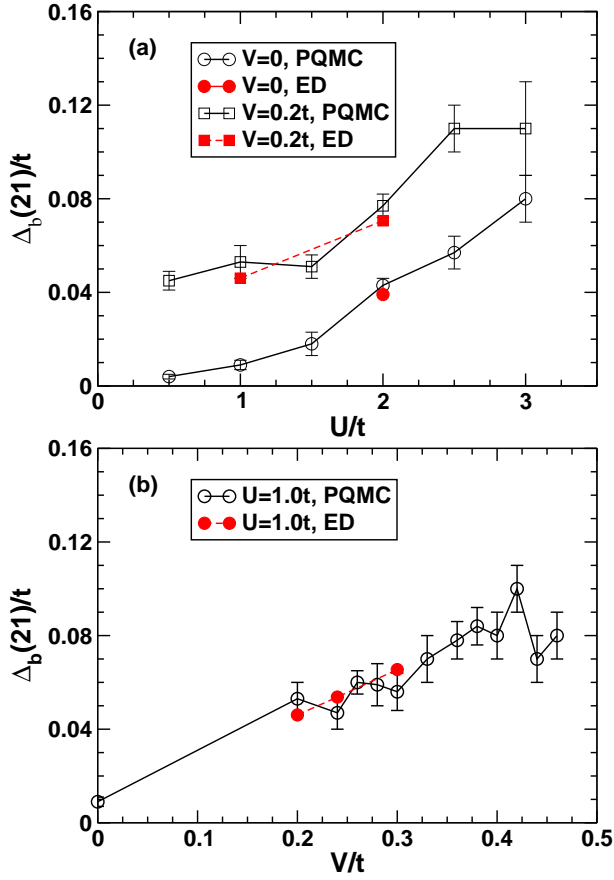 (a)
V=0, PQMC
V=0, ED
V=0.2t, PQMC
V=0.2t, ED
0.16
0.12
0.08
0.04
0
Δb(21)/t
0 1 2 3
U/t
(b)
U=1.0t, PQMC
U=1.0t, ED
0.16
0.12
0.08
0.04
0
Δb(21)/t
0 0.1 0.2 0.3 0.4 0.5
V/t